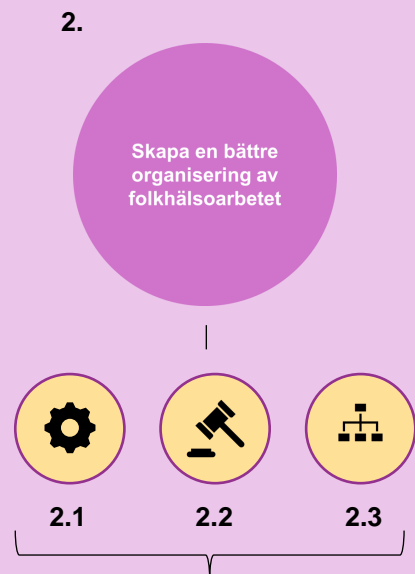 2.
Skapa en bättre
organisering av
folkhälsoarbetet
2.1 2.2 2.3